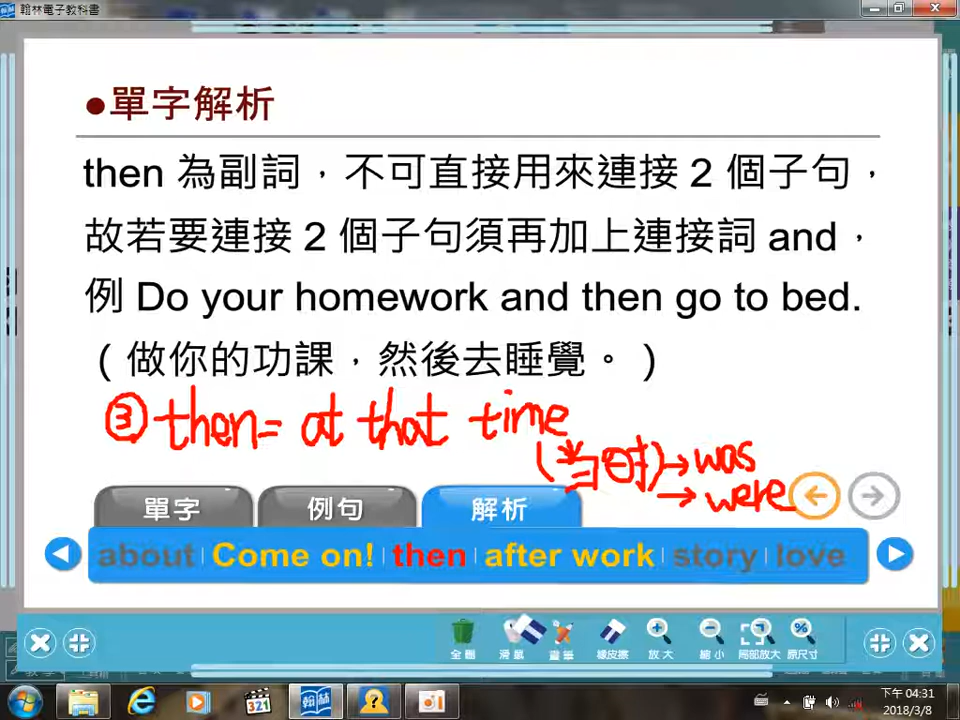 翰林電子教科書
●單字解析
then 為副詞，不可直接用來連接 2 個子句，
故若要連接 2 個子句須再加上連接詞 and，
例 Do your homework and then go to bed.
（做你的功課，然後去睡覺。）
③ then = at that time
(当时) → was
→ were
單字 例句 解析
about Come on! then after work story love
全刪 滑鼠 畫筆 橡皮擦 放大 縮小 局部放大 原尺寸
321 翰林
下午 04:31
2018/3/8